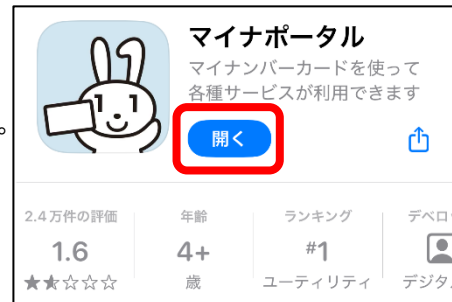 マイナポータル
マイナンバーカードを使って
各種サービスが利用できます
。
開く
2.4万件の評価
1.6
★★☆☆☆
年齢
4+
歳
ランキング
#1
ユーティリティ
デベロ
デジタ